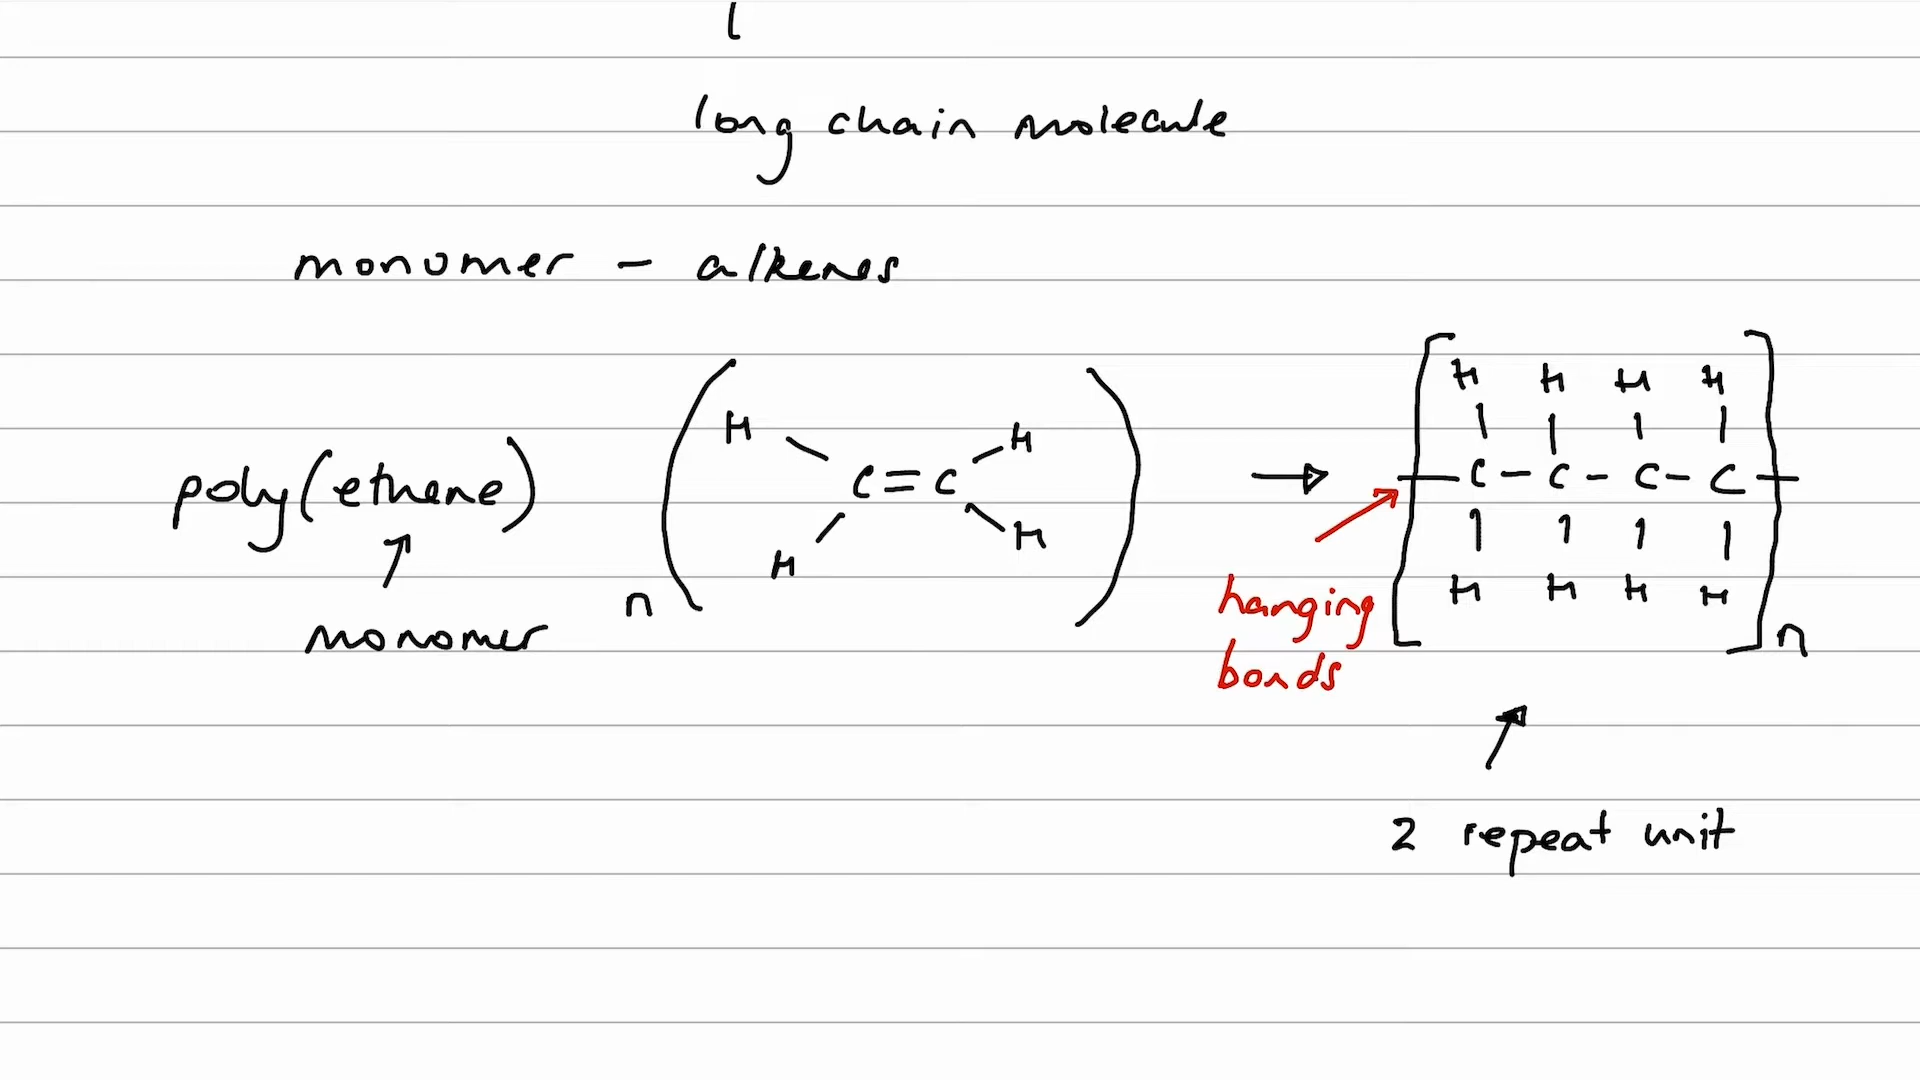 long chain molecule
monomer - alkenes
poly(ethene)
monomer
n ( H H C=C H H )
[ H H H H
-C-C-C-C-
H H H H ] n
hanging
bonds
2 repeat unit